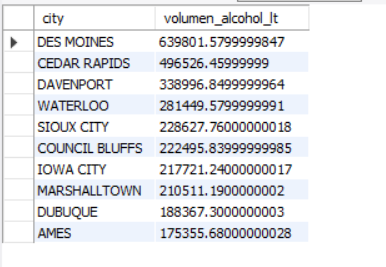 city volumen_alcohol_lt
DES MOINES 639801.5799999847
CEDAR RAPIDS 496526.45999999
DAVENPORT 338996.8499999964
WATERLOO 281449.5799999991
SIOUX CITY 228627.76000000018
COUNCIL BLUFFS 222495.83999999985
IOWA CITY 217721.24000000017
MARSHALLTOWN 210511.1900000002
DUBUQUE 188367.3000000003
AMES 175355.68000000028